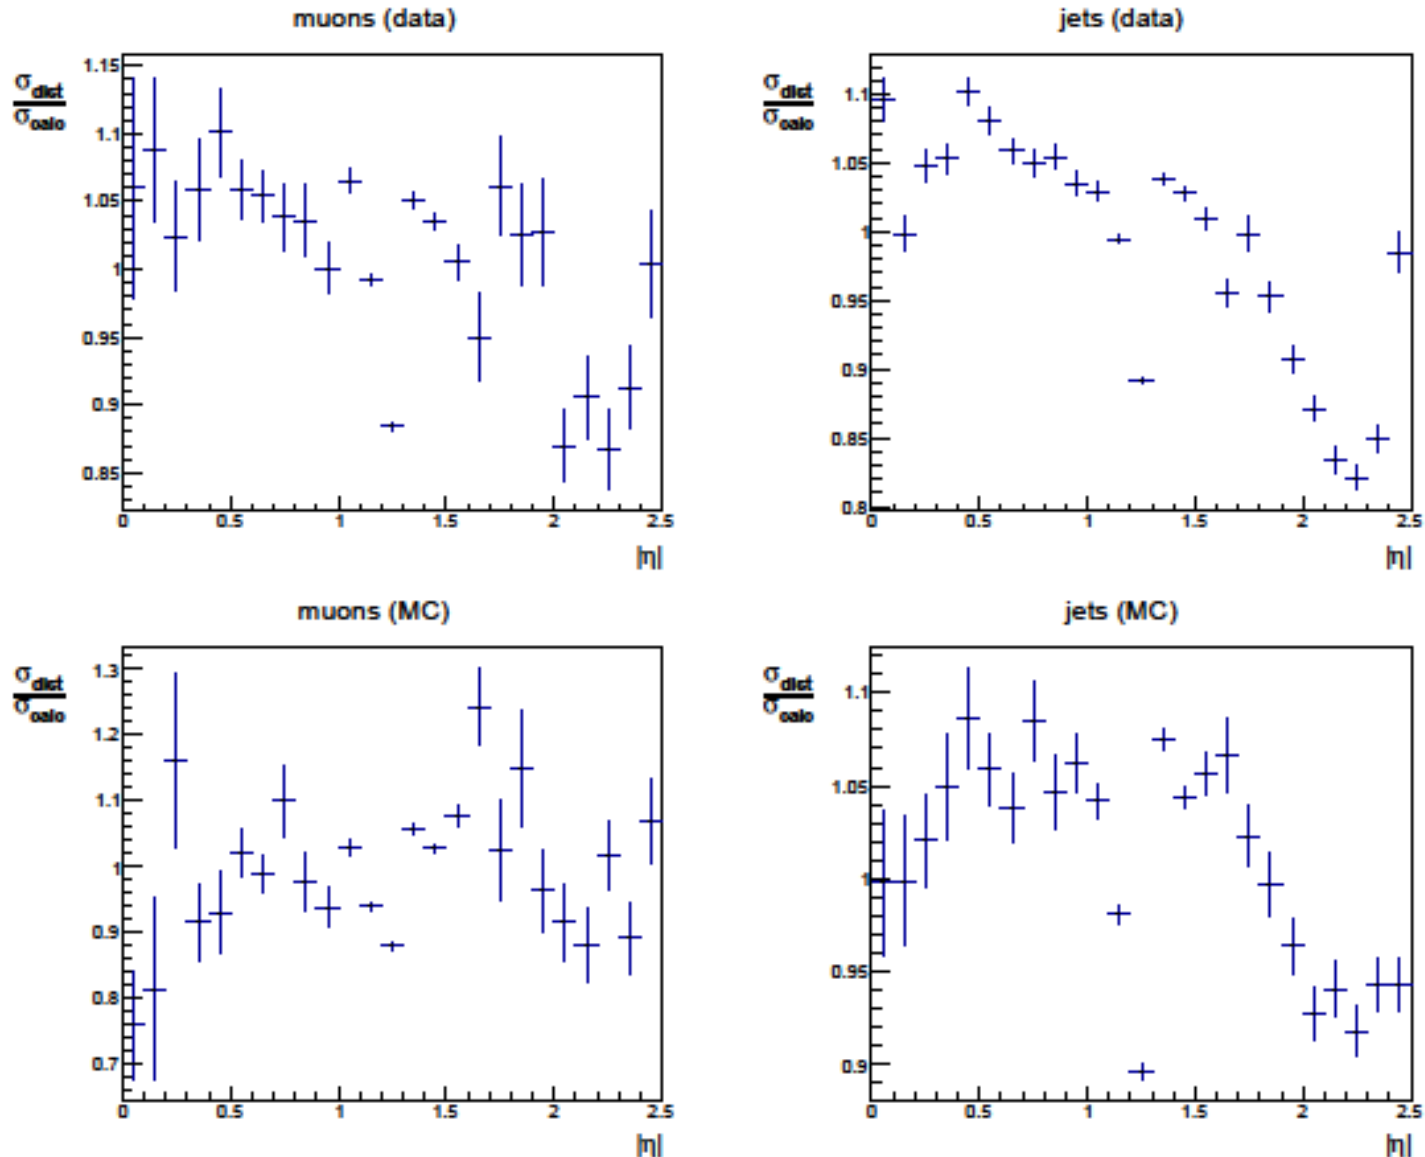 muons (data)
σdist
σcalo
1.15
1.1
1.05
1
0.95
0.9
0.85
0 0.5 1 1.5 2 2.5
|η|
jets (data)
σdist
σcalo
1.1
1.05
1
0.95
0.9
0.85
0.8
0 0.5 1 1.5 2 2.5
|η|
muons (MC)
σdist
σcalo
1.3
1.2
1.1
1
0.9
0.8
0.7
0 0.5 1 1.5 2 2.5
|η|
jets (MC)
σdist
σcalo
1.1
1.05
1
0.95
0.9
0 0.5 1 1.5 2 2.5
|η|